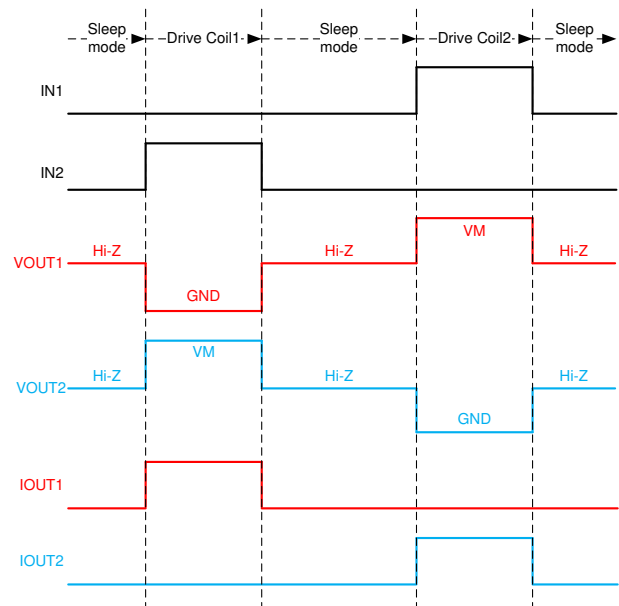 Sleep mode
Drive Coil1
Sleep mode
Drive Coil2
Sleep mode
IN1
IN2
VOUT1
Hi-Z
GND
Hi-Z
VM
Hi-Z
VOUT2
Hi-Z
VM
Hi-Z
GND
Hi-Z
IOUT1
IOUT2